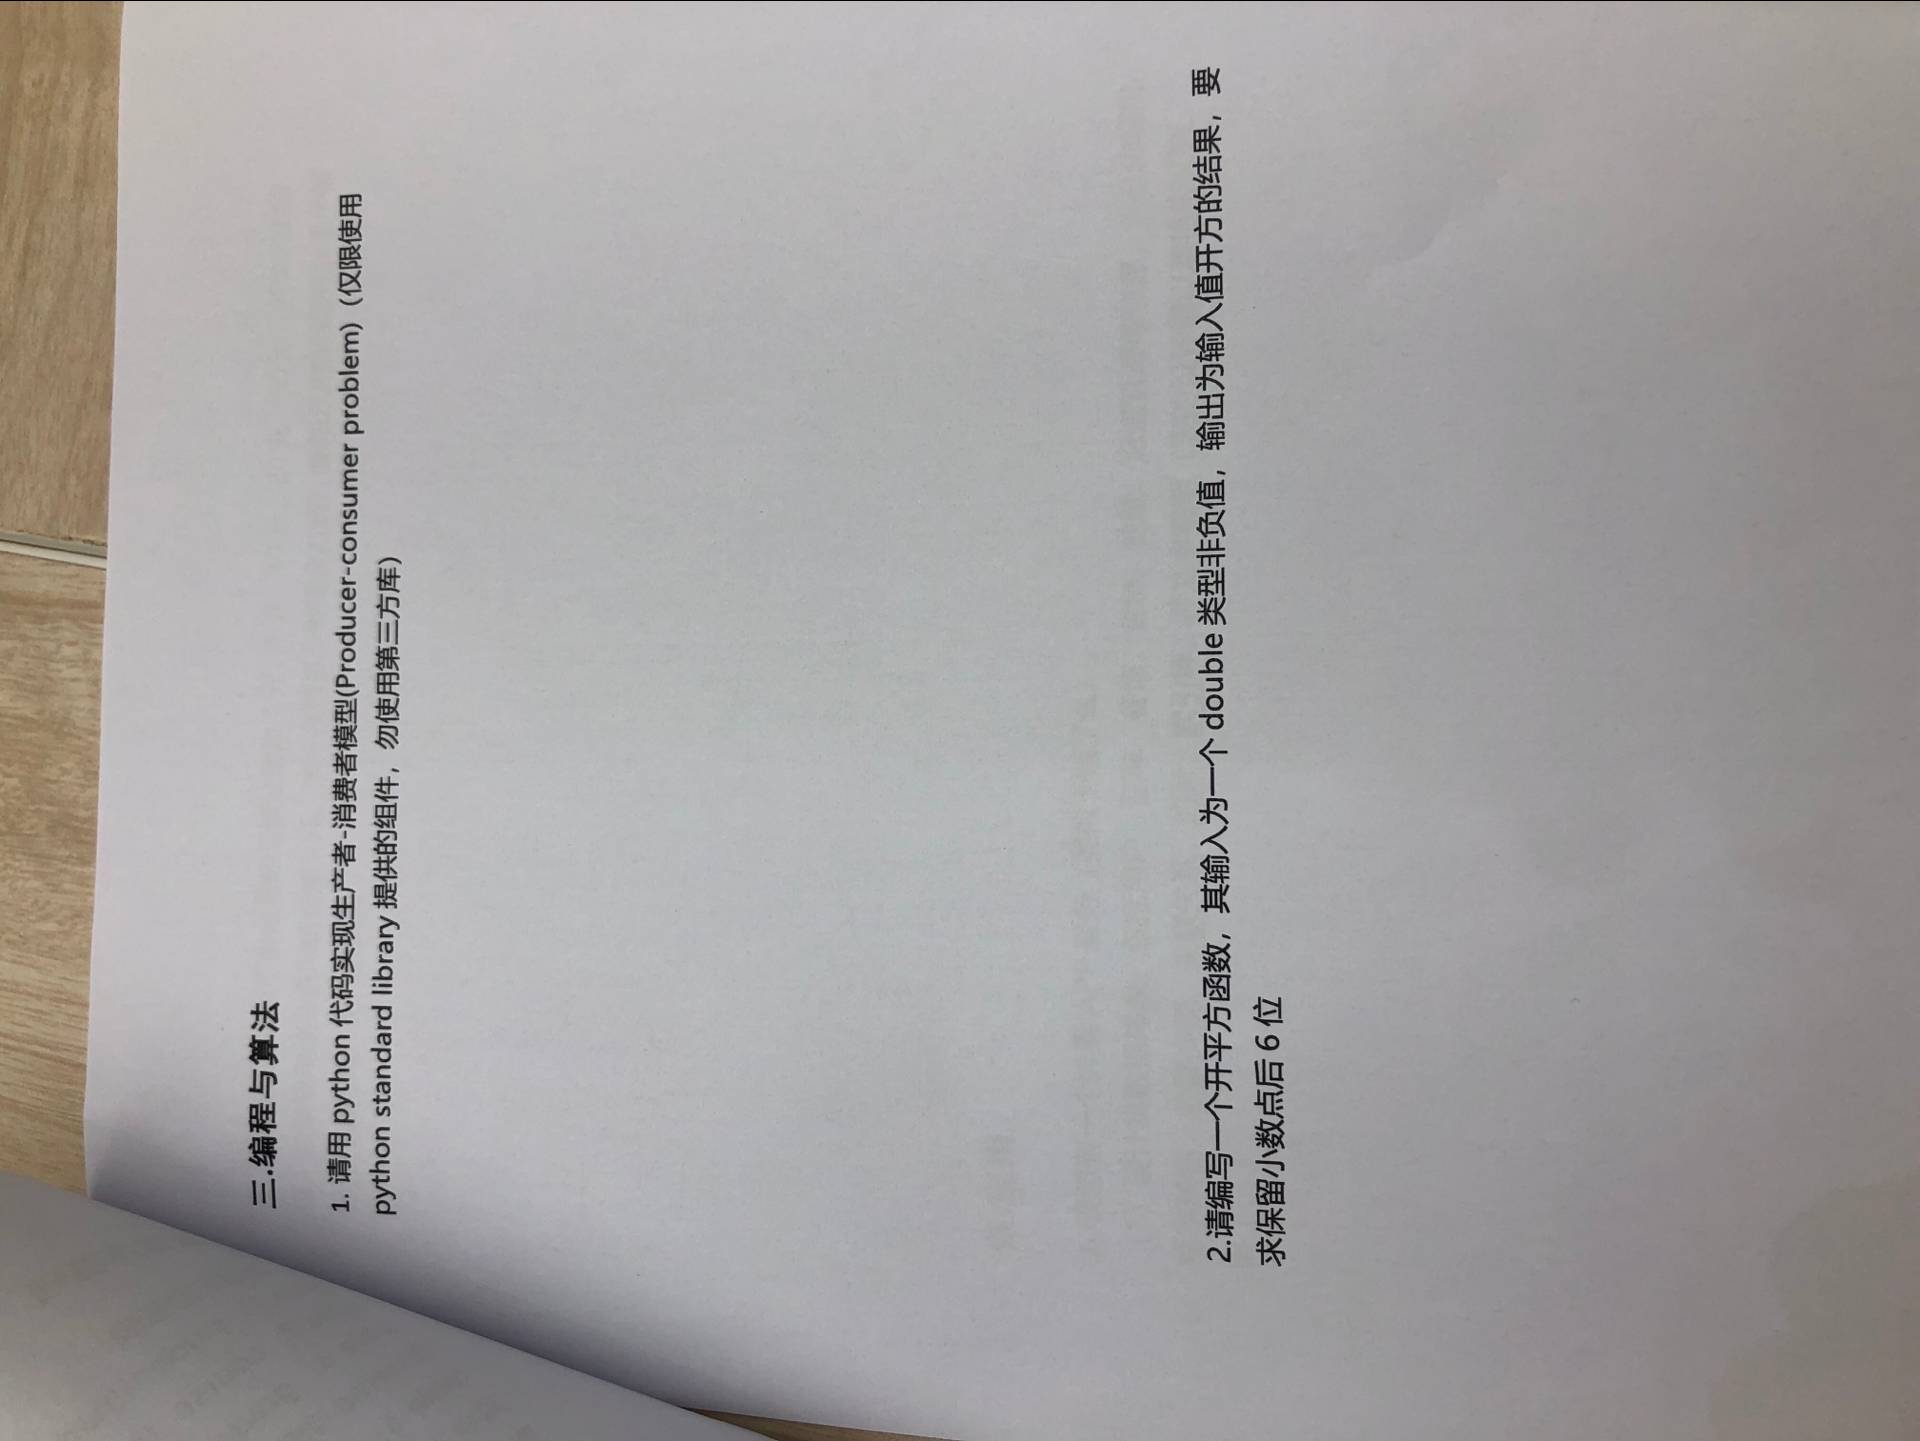 三.编程与算法
1. 请用 python 代码实现生产者-消费者模型(Producer-consumer problem)（仅限使用
python standard library 提供的组件，勿使用第三方库）
2.请编写一个开平方函数，其输入为一个 double 类型非负值，输出为输入值开方的结果，要
求保留小数点后 6 位